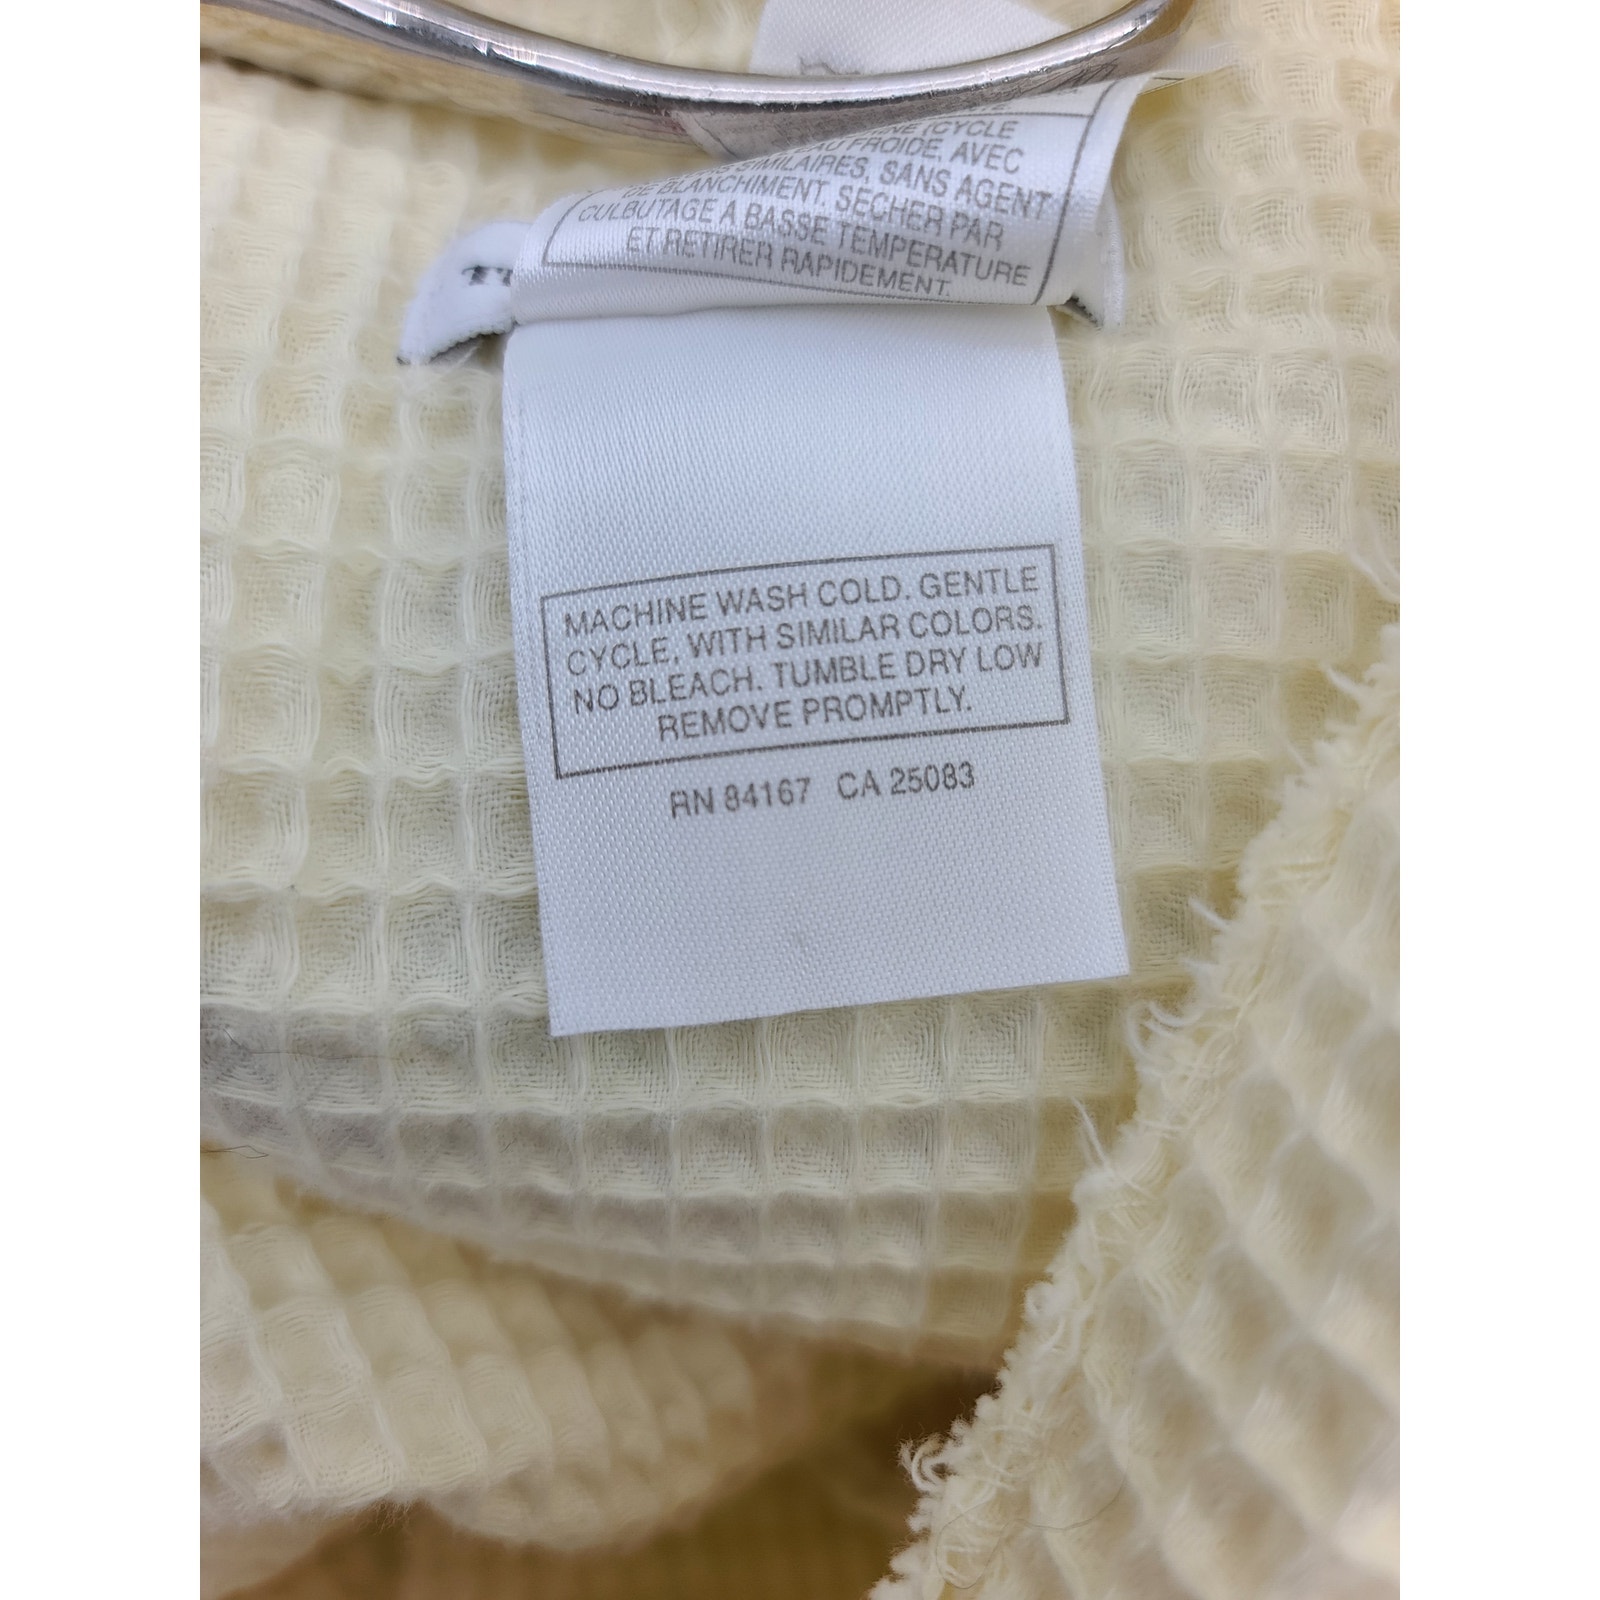 CYCLE
EAU FROIDE, AVEC
SIMILAIRES, SANS AGENT
DE BLANCHIMENT. SECHER PAR
CULBUTAGE A BASSE TEMPERATURE
ET RETIRER RAPIDEMENT.
MACHINE WASH COLD. GENTLE
CYCLE, WITH SIMILAR COLORS.
NO BLEACH. TUMBLE DRY LOW
REMOVE PROMPTLY.
RN 84167 CA 25083